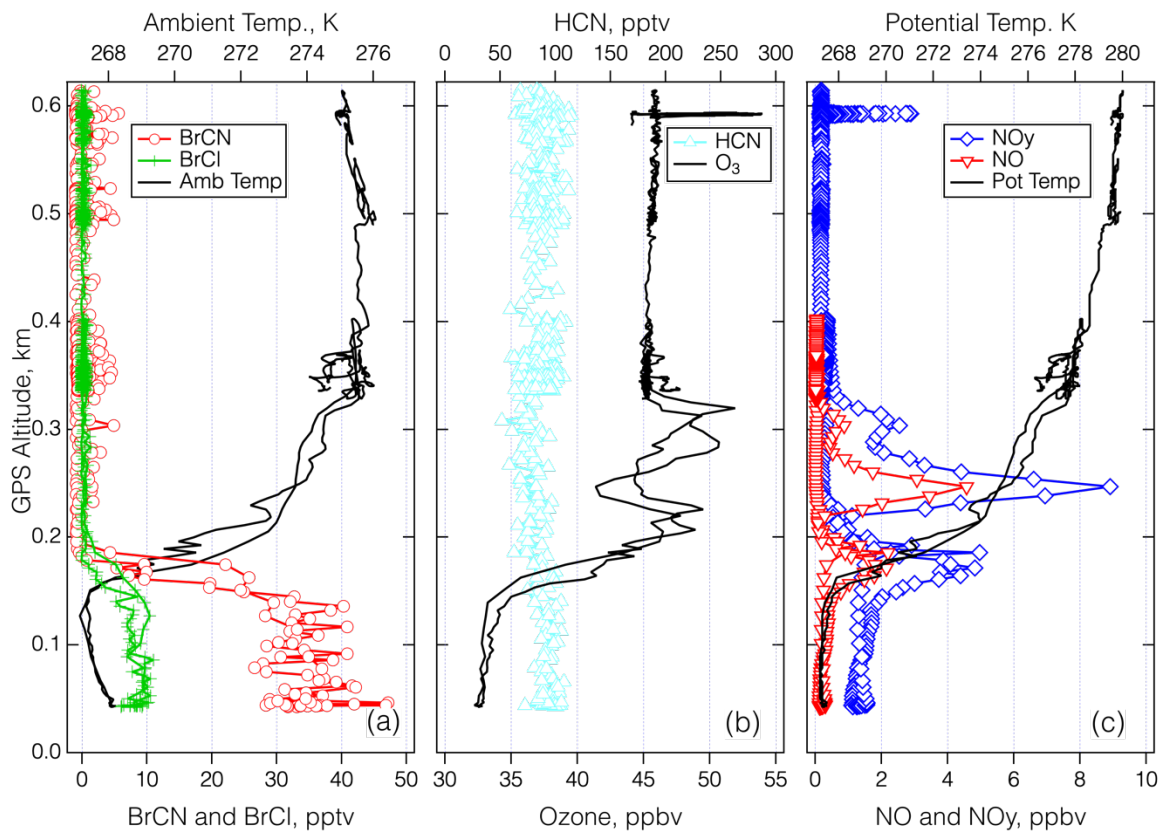 Ambient Temp., K
HCN, pptv
Potential Temp. K
268 270 272 274 276
0 50 100 150 200 250 300
268 270 272 274 276 278 280
0.6
0.5
0.4
0.3
0.2
0.1
0.0
GPS Altitude, km
BrCN
BrCl
Amb Temp
HCN
O3
NOy
NO
Pot Temp
(a)
(b)
(c)
0 10 20 30 40 50
30 35 40 45 50 55
0 2 4 6 8 10
BrCN and BrCl, pptv
Ozone, ppbv
NO and NOy, ppbv